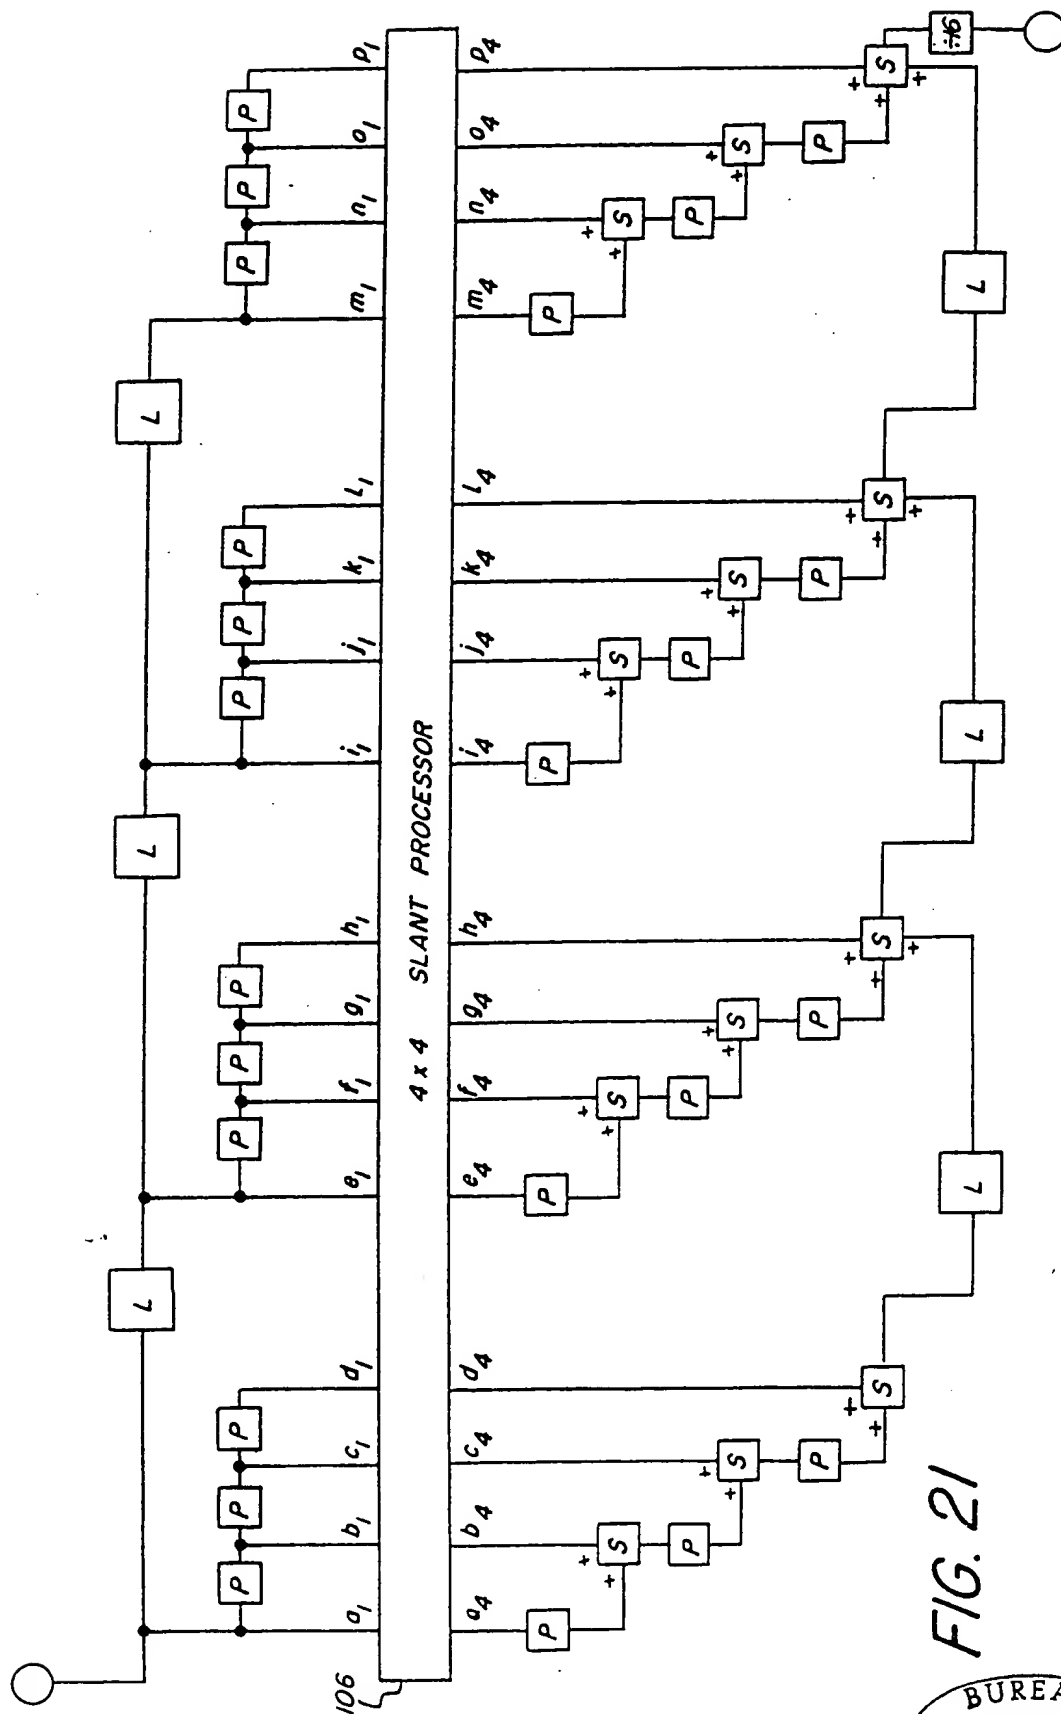 L L L
P P P P P P P P P P P P
a1 b1 c1 d1 e1 f1 g1 h1 i1 j1 k1 l1 m1 n1 o1 p1
106
4 x 4 SLANT PROCESSOR
a4 b4 c4 d4 e4 f4 g4 h4 i4 j4 k4 l4 m4 n4 o4 p4
P P P P
+ + + +
+ S + S + S + S
P P P P
+ + + +
+ S + S + S + S
P P P P
+ + + +
+ S + S + S + S
+ + +
÷16
L L L
FIG. 21
BUREA